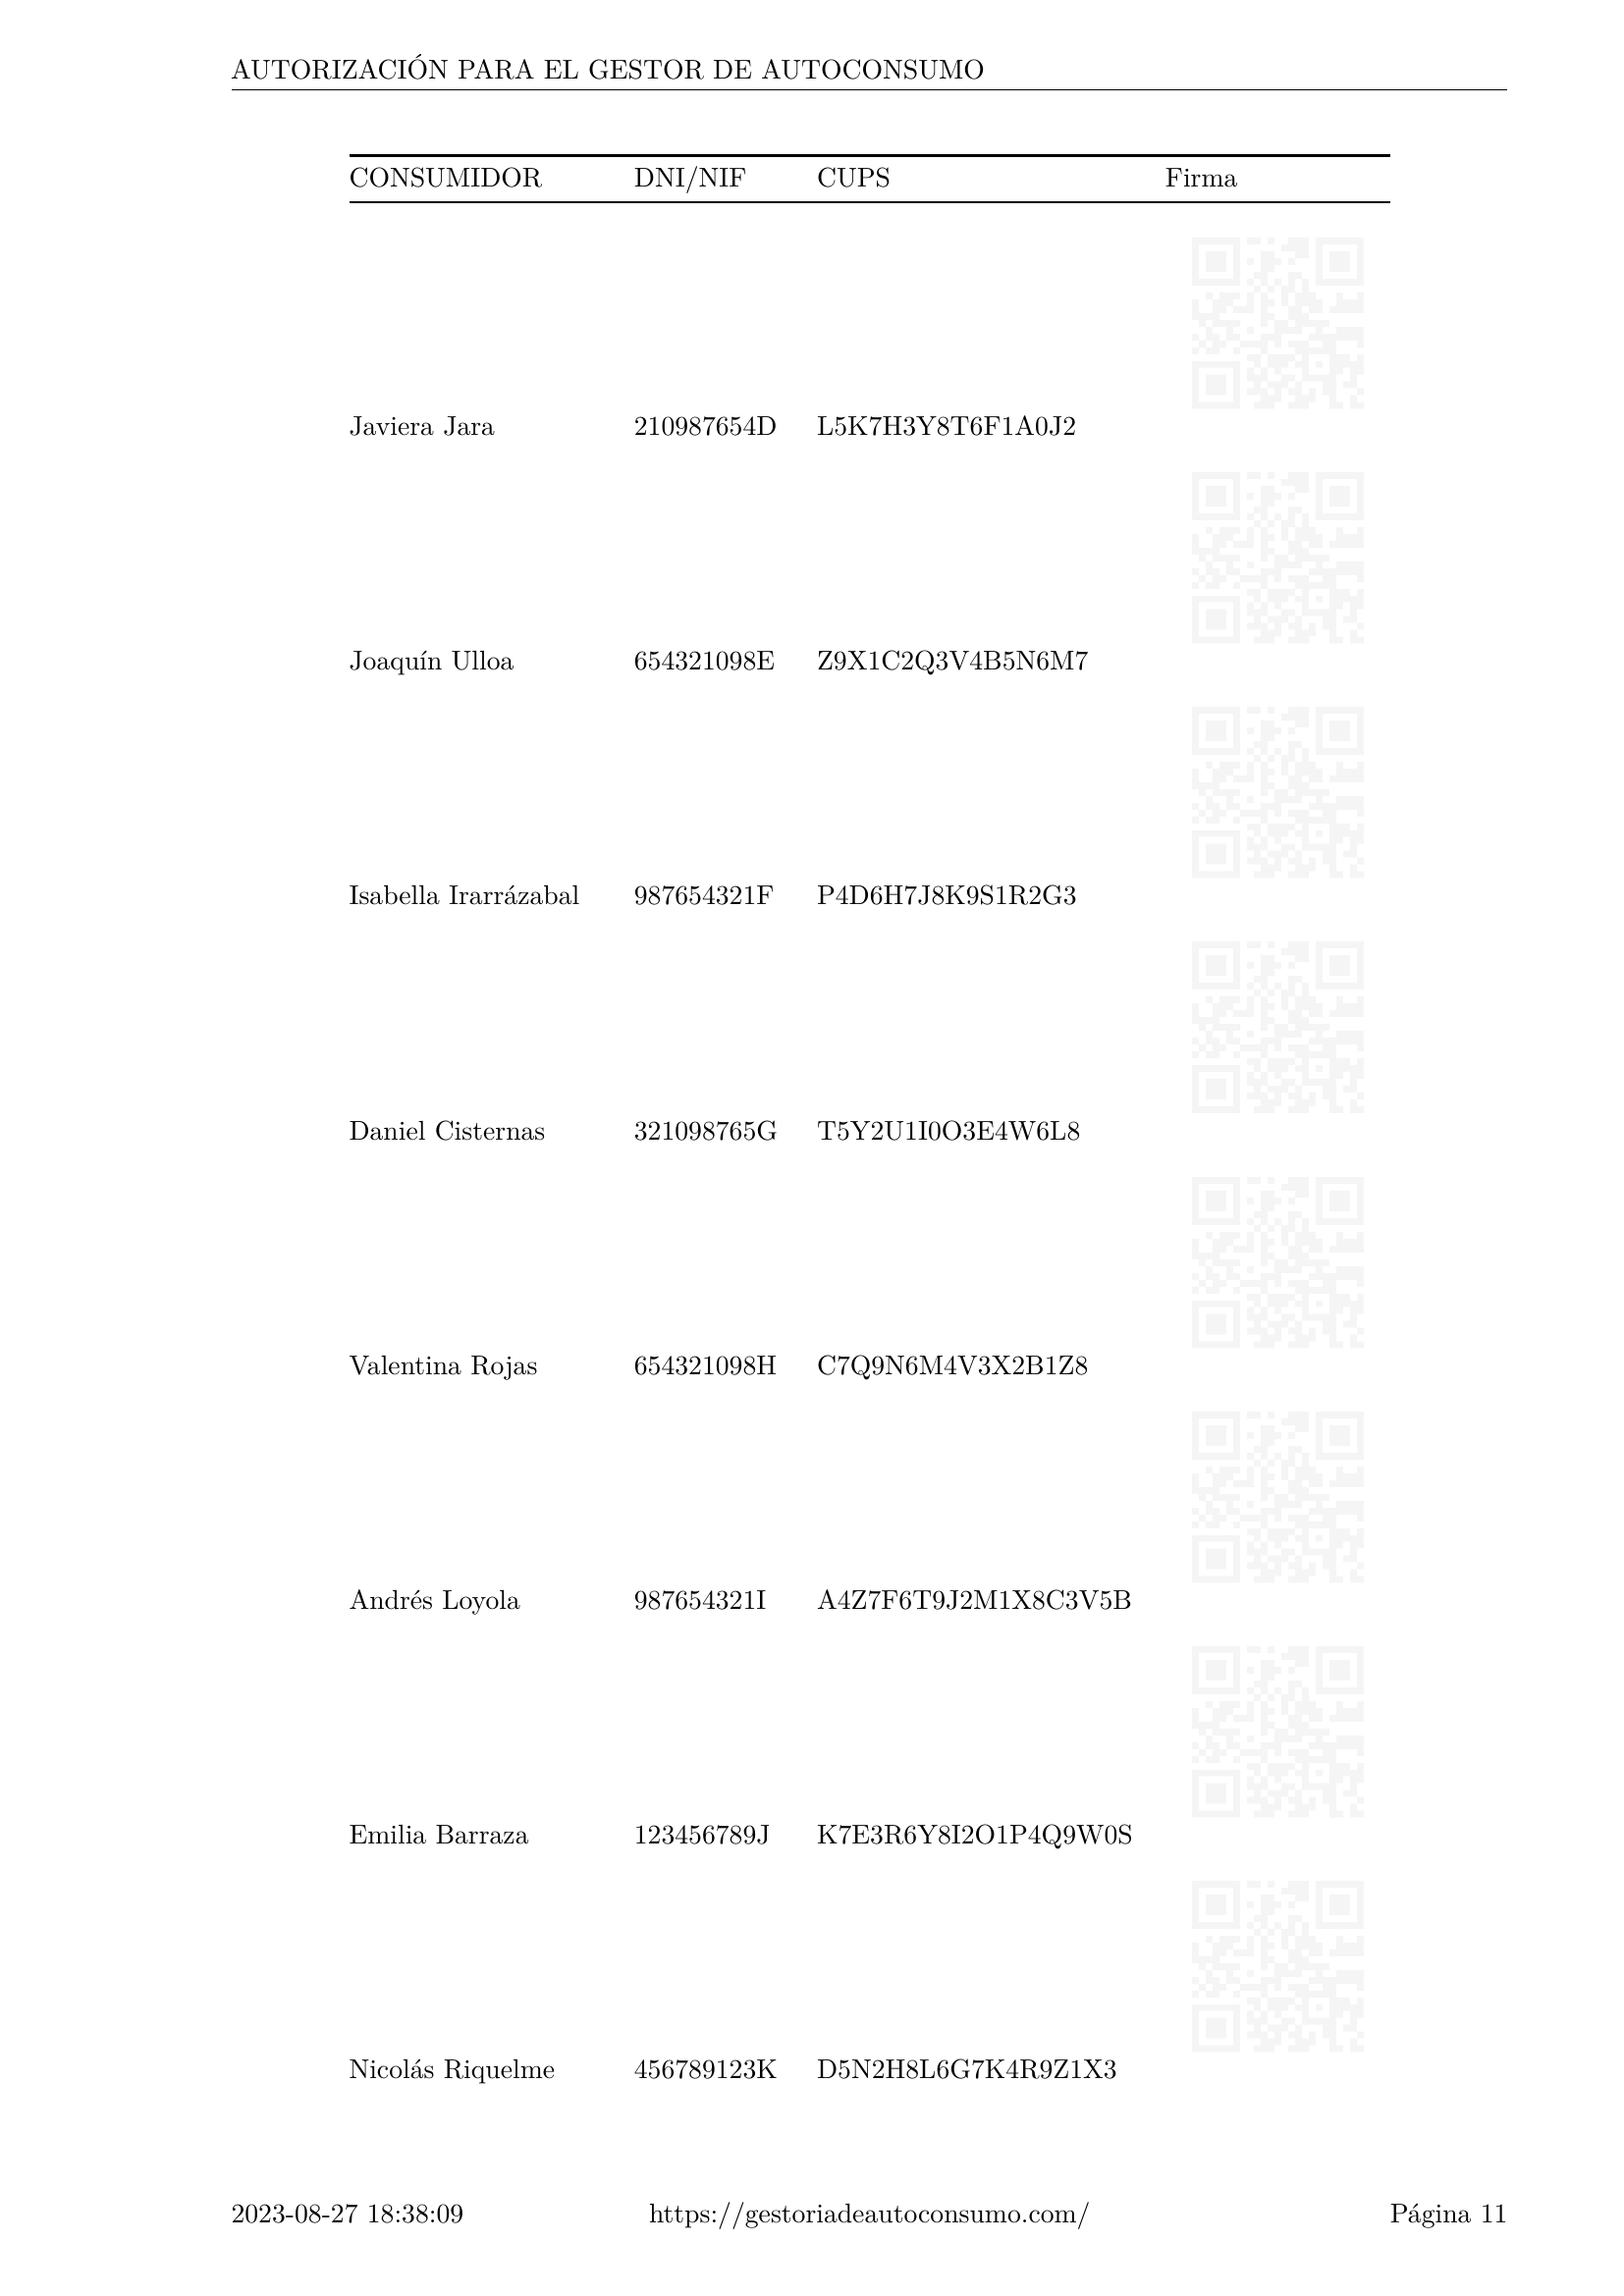 AUTORIZACIÓN PARA EL GESTOR DE AUTOCONSUMO
CONSUMIDOR DNI/NIF CUPS Firma
Javiera Jara 210987654D L5K7H3Y8T6F1A0J2
Joaquín Ulloa 654321098E Z9X1C2Q3V4B5N6M7
Isabella Irarrázabal 987654321F P4D6H7J8K9S1R2G3
Daniel Cisternas 321098765G T5Y2U1I0O3E4W6L8
Valentina Rojas 654321098H C7Q9N6M4V3X2B1Z8
Andrés Loyola 987654321I A4Z7F6T9J2M1X8C3V5B
Emilia Barraza 123456789J K7E3R6Y8I2O1P4Q9W0S
Nicolás Riquelme 456789123K D5N2H8L6G7K4R9Z1X3
2023-08-27 18:38:09 https://gestoriadeautoconsumo.com/ Página 11